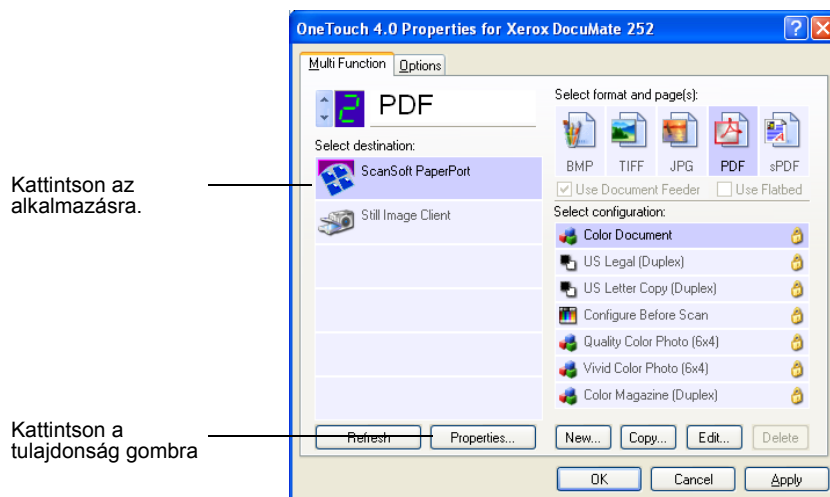 OneTouch 4.0 Properties for Xerox DocuMate 252
Multi Function
Options
2
PDF
Select destination:
ScanSoft PaperPort
Still Image Client
Refresh
Properties...
Select format and page(s):
BMP
TIFF
JPG
PDF
sPDF
Use Document Feeder
Use Flatbed
Select configuration:
Color Document
US Legal (Duplex)
US Letter Copy (Duplex)
Configure Before Scan
Quality Color Photo (6x4)
Vivid Color Photo (6x4)
Color Magazine (Duplex)
New...
Copy...
Edit...
Delete
OK
Cancel
Apply
Kattintson az
alkalmazásra.
Kattintson a
tulajdonság gombra